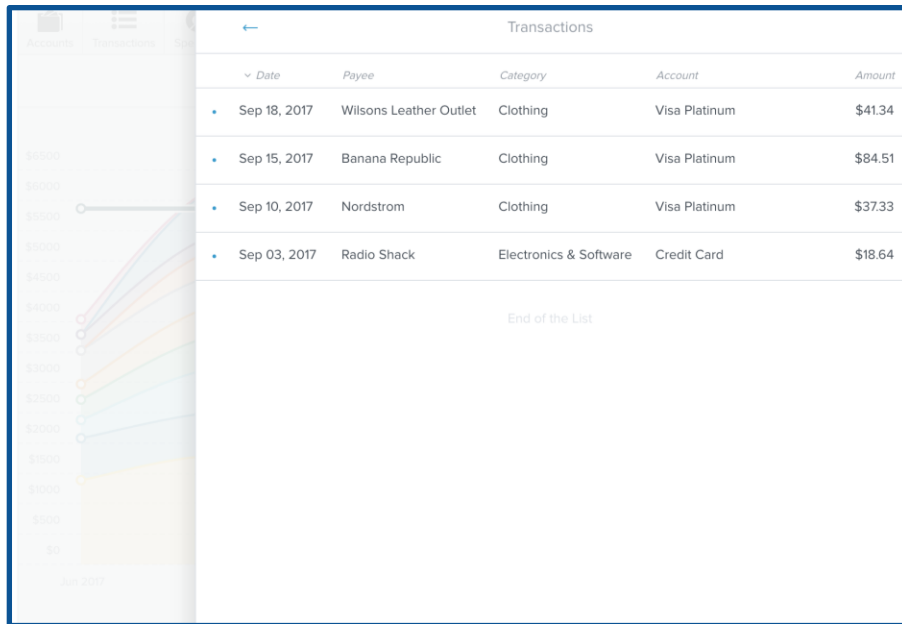 Accounts Transactions
← Transactions
Date Payee Category Account Amount
Sep 18, 2017 Wilsons Leather Outlet Clothing Visa Platinum $41.34
Sep 15, 2017 Banana Republic Clothing Visa Platinum $84.51
Sep 10, 2017 Nordstrom Clothing Visa Platinum $37.33
Sep 03, 2017 Radio Shack Electronics & Software Credit Card $18.64
End of the List
$6500
$6000
$5500
$5000
$4500
$4000
$3500
$3000
$2500
$2000
$1500
$1000
$500
$0